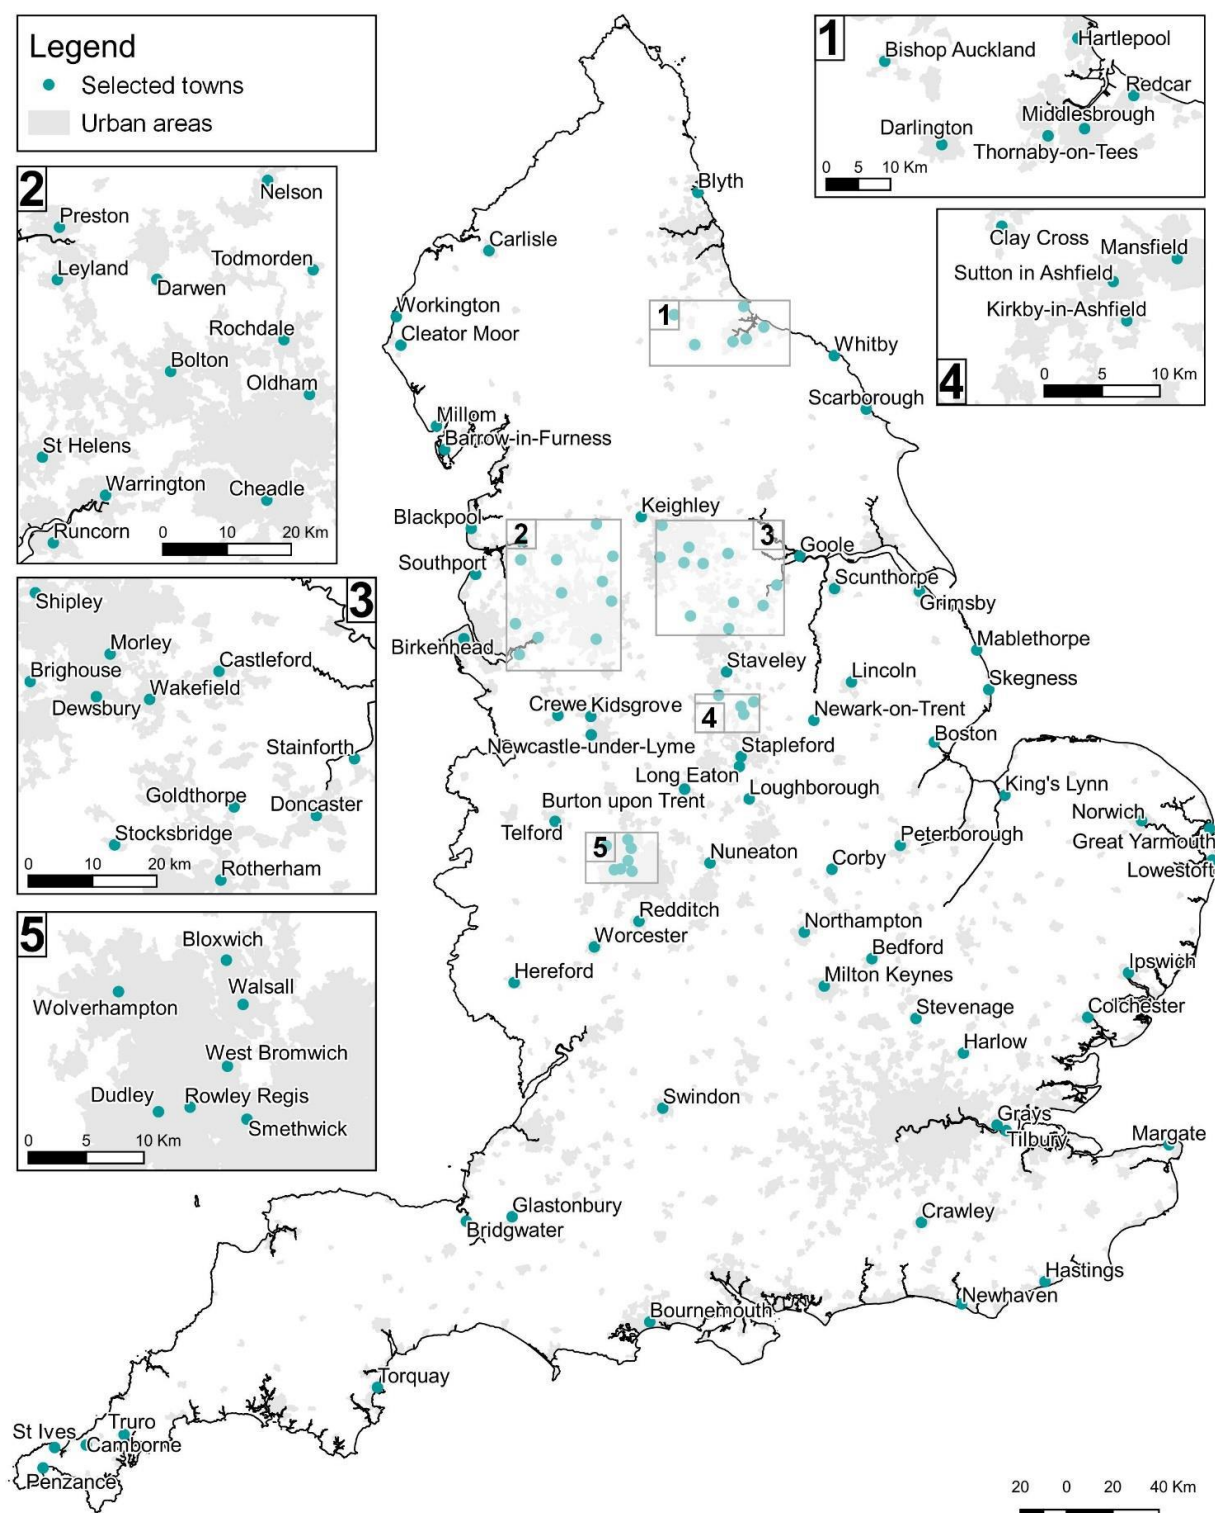 Legend
Selected towns
Urban areas
1
Bishop Auckland
Hartlepool
Redcar
Middlesbrough
Darlington
Thornaby-on-Tees
0 5 10 Km
2
Nelson
Preston
Leyland
Todmorden
Darwen
Rochdale
Bolton
Oldham
St Helens
Warrington
Cheadle
Runcorn
0 10 20 Km
4
Clay Cross
Mansfield
Sutton in Ashfield
Kirkby-in-Ashfield
0 5 10 Km
3
Shipley
Morley
Brighouse
Castleford
Wakefield
Dewsbury
Stainforth
Goldthorpe
Doncaster
Stocksbridge
Rotherham
0 10 20 km
5
Bloxwich
Walsall
Wolverhampton
West Bromwich
Dudley
Rowley Regis
Smethwick
0 5 10 Km
Blyth
Carlisle
Workington
1
Cleator Moor
Whitby
Scarborough
Millom
Barrow-in-Furness
Keighley
Blackpool
2
3
Goole
Southport
Scunthorpe
Grimsby
Birkenhead
Mablethorpe
Staveley
Lincoln
Skegness
Crewe
Kidsgrove
4
Newark-on-Trent
Newcastle-under-Lyme
Stapleford
Boston
Long Eaton
Loughborough
King's Lynn
Burton upon Trent
Norwich
Telford
Peterborough
Great Yarmouth
5
Nuneaton
Corby
Lowestoft
Redditch
Northampton
Worcester
Bedford
Hereford
Milton Keynes
Ipswich
Stevenage
Colchester
Harlow
Swindon
Grays
Tilbury
Margate
Glastonbury
Bridgwater
Crawley
Hastings
Newhaven
Bournemouth
Torquay
Truro
St Ives
Camborne
Penzance
20 0 20 40 Km